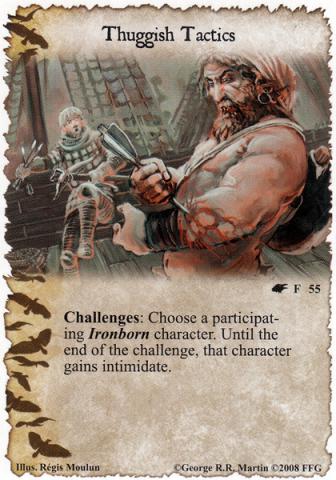 Thuggish Tactics
F 55
Challenges: Choose a participat-
ing Ironborn character. Until the
end of the challenge, that character
gains intimidate.
Illus. Régis Moulun ©George R.R. Martin ©2008 FFG